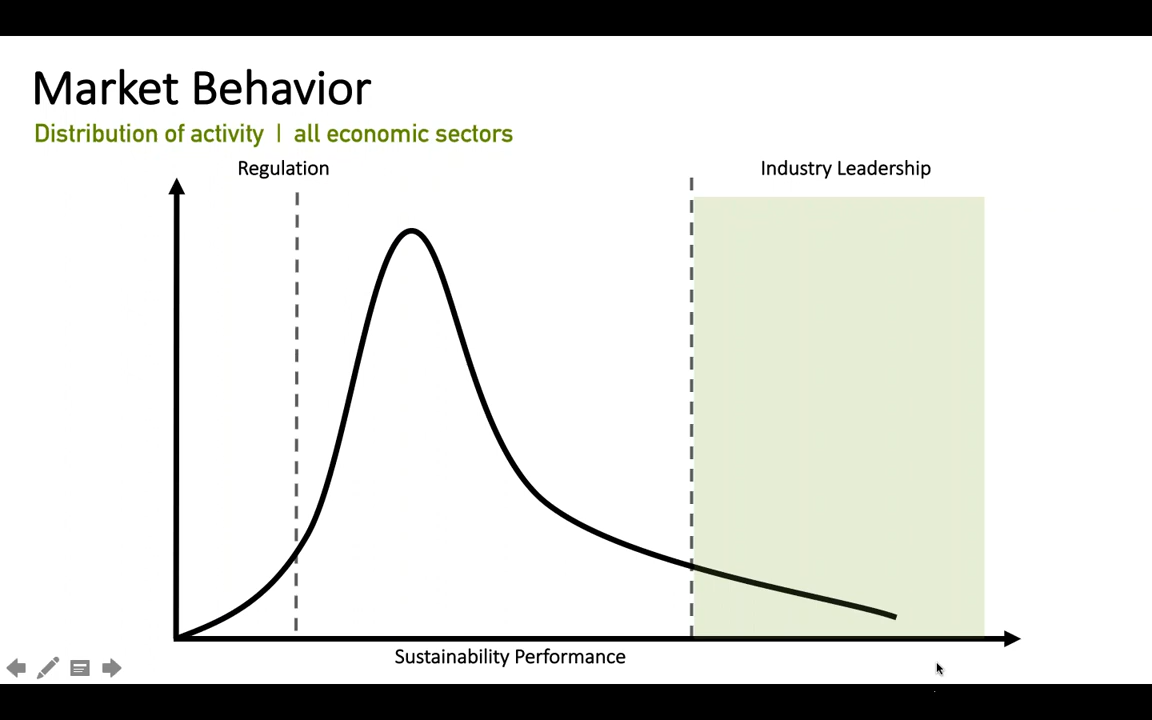 Market Behavior
Distribution of activity | all economic sectors
Regulation
Industry Leadership
Sustainability Performance